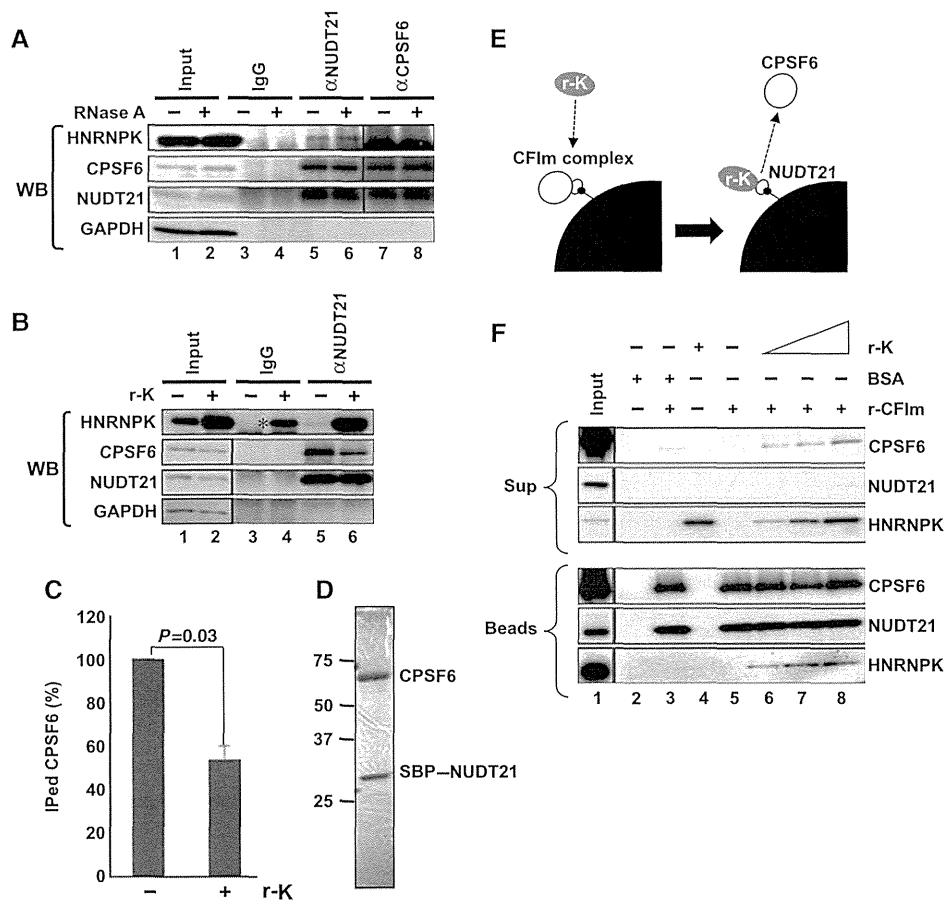 A
Input
IgG
αNUDT21
αCPSF6
RNase A − + − + − + − +
WB
HNRNPK
CPSF6
NUDT21
GAPDH
1 2 3 4 5 6 7 8
B
Input
IgG
αNUDT21
r-K
− + − + − +
WB
HNRNPK
*
CPSF6
NUDT21
GAPDH
1 2 3 4 5 6
C
IPed CPSF6 (%)
120
100
80
60
40
20
0
P=0.03
− + r-K
D
75
50
37
25
CPSF6
SBP–NUDT21
E
r-K
CFIm complex
CPSF6
r-K
NUDT21
F
Input
− − + − r-K
+ + − − − − − BSA
− + − + + + + r-CFIm
Sup
CPSF6
NUDT21
HNRNPK
Beads
CPSF6
NUDT21
HNRNPK
1 2 3 4 5 6 7 8